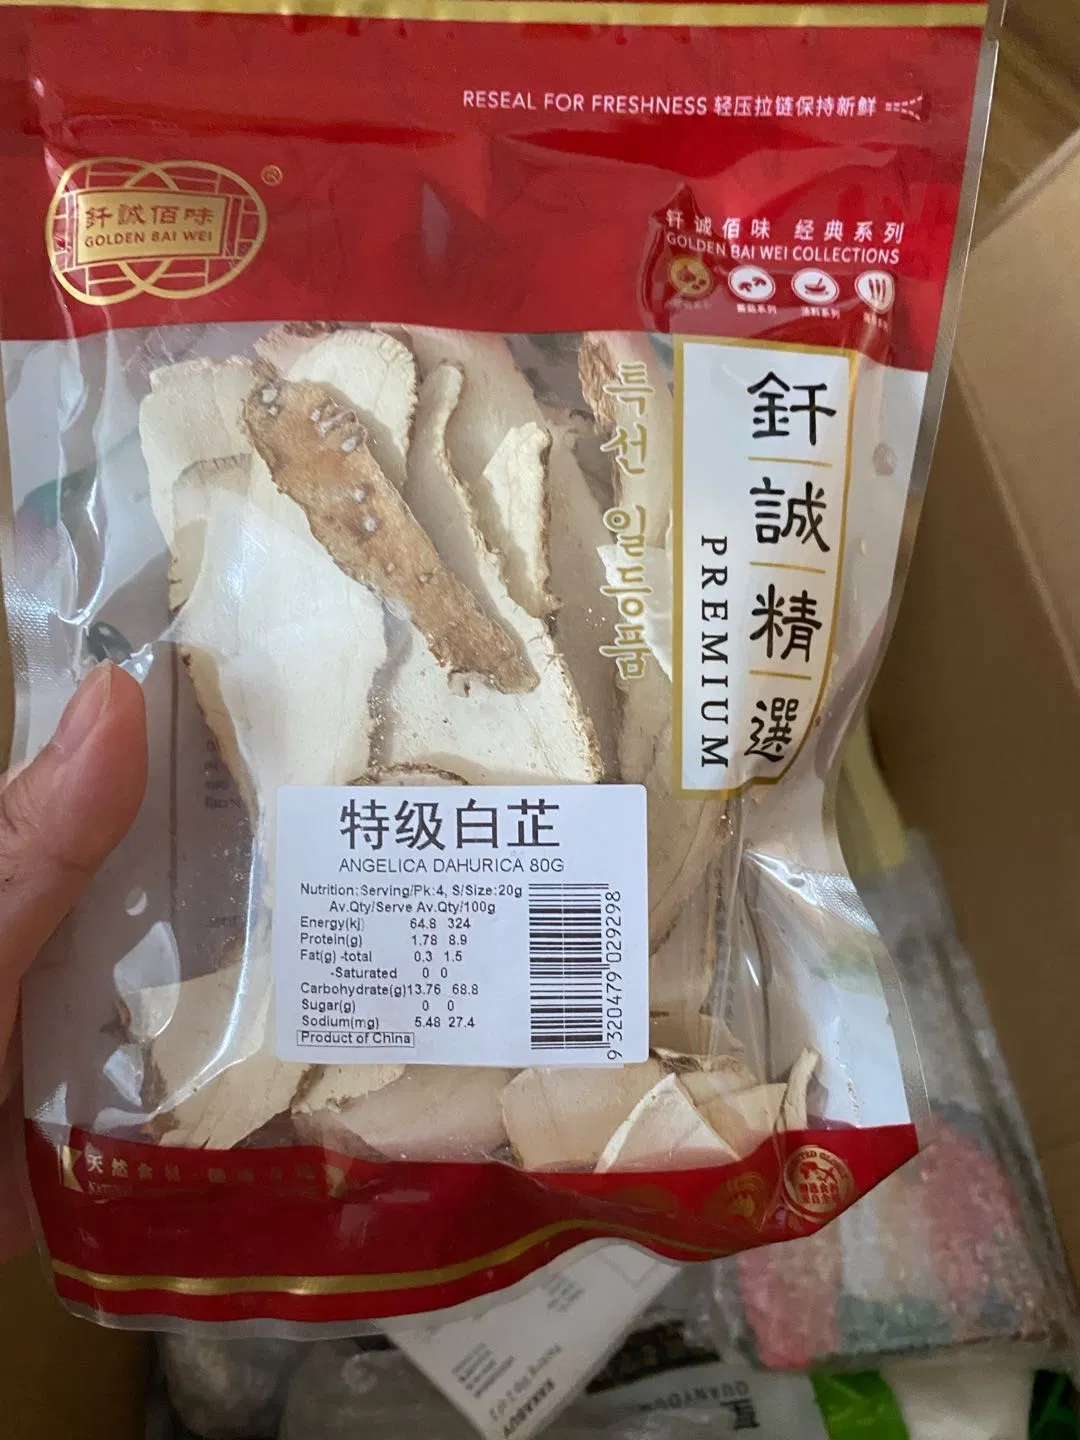 RESEAL FOR FRESHNESS 轻压拉链保持新鲜
釺誠佰味
GOLDEN BAI WEI
®
钎诚佰味 经典系列
GOLDEN BAI WEI COLLECTIONS
특선 일등품
釺誠精選
PREMIUM
特级白芷
ANGELICA DAHURICA 80G
Nutrition:Serving/Pk:4, S/Size:20g
Av.Qty/Serve Av.Qty/100g
Energy(kj) 64.8 324
Protein(g) 1.78 8.9
Fat(g) -total 0.3 1.5
-Saturated 0 0
Carbohydrate(g)13.76 68.8
Sugar(g) 0 0
Sodium(mg) 5.48 27.4
Product of China
9 320479 029298
天然食材